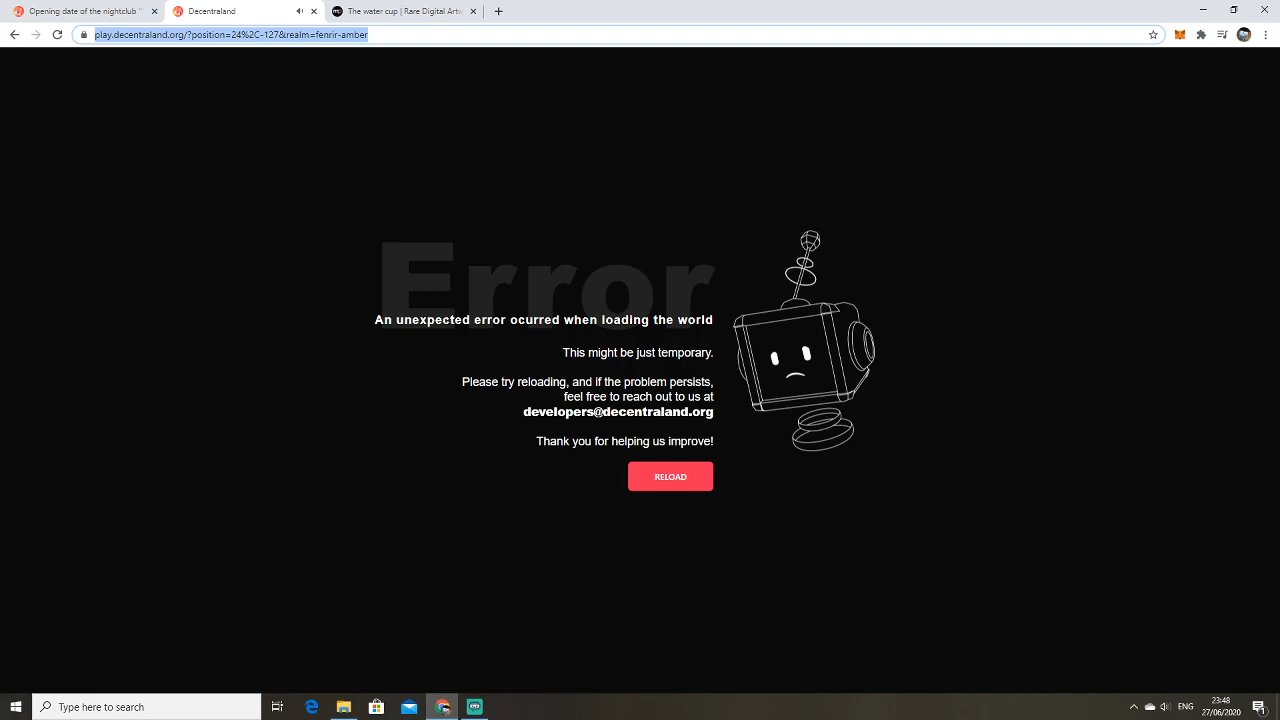 Opening date of the nightclub "
Decentraland
mp
The water cup | Rare Digital Artw
play.decentraland.org/?position=24%2C-127&realm=fenrir-amber
Error
An unexpected error ocurred when loading the world
This might be just temporary.
Please try reloading, and if the problem persists,
feel free to reach out to us at
developers@decentraland.org
Thank you for helping us improve!
RELOAD
Type here to search
ENG
23:48
27/06/2020